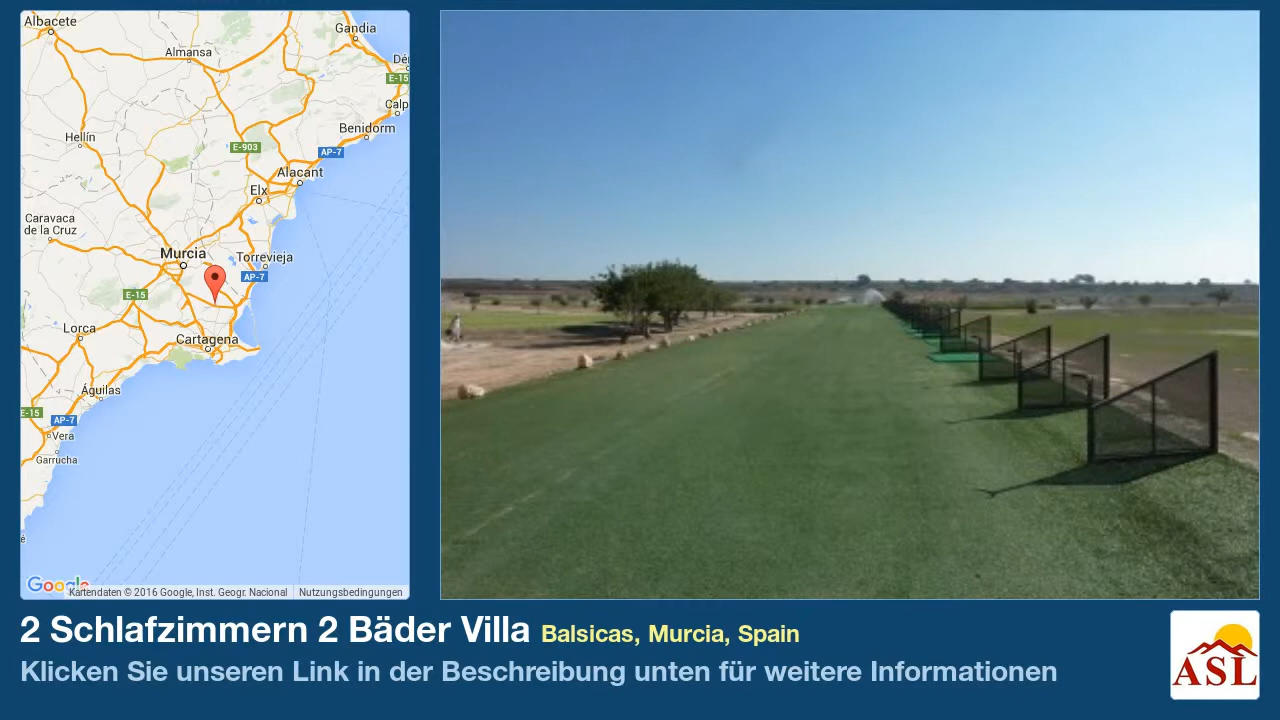 Albacete
Gandia
Almansa
Dé
E-15
Calp
Hellín
Benidorm
E-903
AP-7
Alacant
Elx
Caravaca
de la Cruz
Murcia
Torrevieja
AP-7
E-15
Lorca
Cartagena
Águilas
E-15
AP-7
Vera
Garrucha
é
Google
Kartendaten © 2016 Google, Inst. Geogr. Nacional
Nutzungsbedingungen
2 Schlafzimmern 2 Bäder Villa Balsicas, Murcia, Spain
Klicken Sie unseren Link in der Beschreibung unten für weitere Informationen
ASL